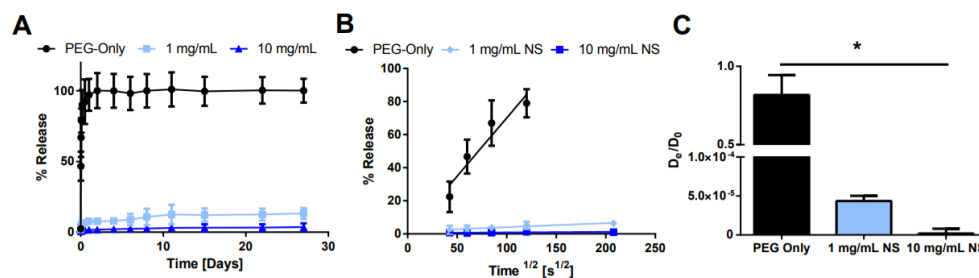 A
PEG-Only 1 mg/mL 10 mg/mL
% Release
100
50
0
0 10 20 30
Time [Days]
B
PEG-Only 1 mg/mL NS 10 mg/mL NS
% Release
100
80
60
40
20
0
0 50 100 150 200 250
Time 1/2 [s1/2]
C
*
De/D0
1.0
0.5
1.0×10-4
5.0×10-5
0
PEG Only 1 mg/mL NS 10 mg/mL NS